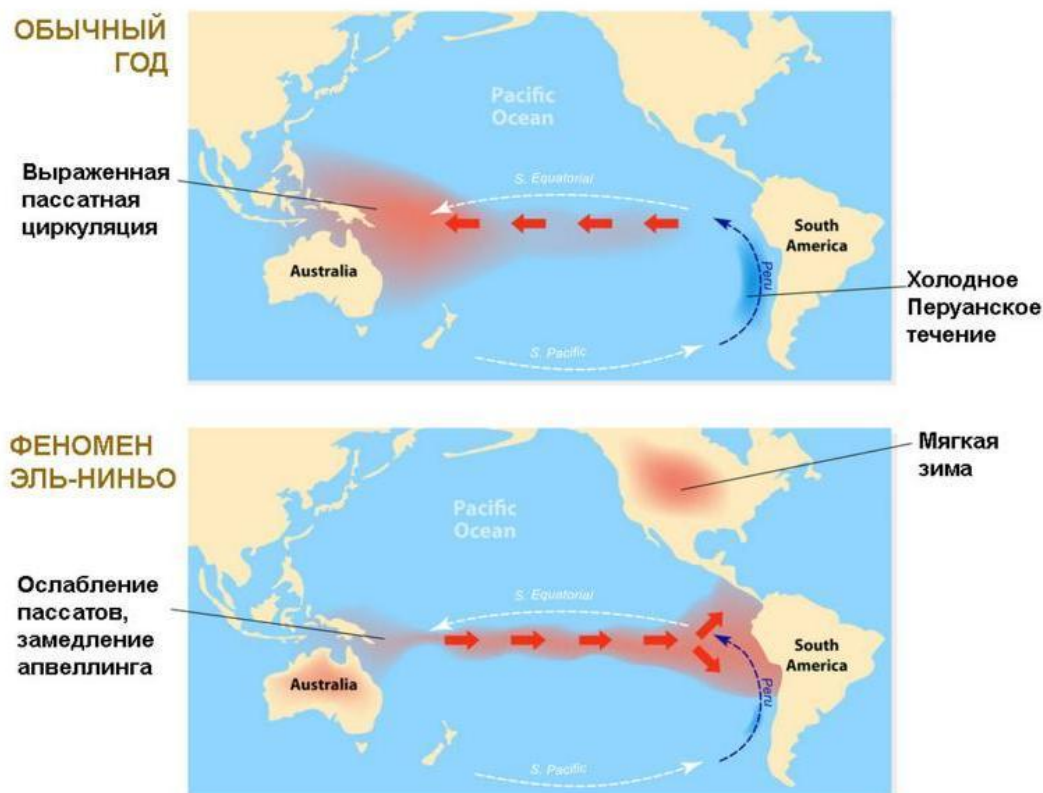 ОБЫЧНЫЙ
ГОД
Pacific
Ocean
Выраженная
пассатная
циркуляция
S. Equatorial
South
America
Australia
Peru
Холодное
Перуанское
течение
S. Pacific
ФЕНОМЕН
ЭЛЬ-НИНЬО
Мягкая
зима
Pacific
Ocean
Ослабление
пассатов,
замедление
апвеллинга
S. Equatorial
South
America
Australia
Peru
S. Pacific